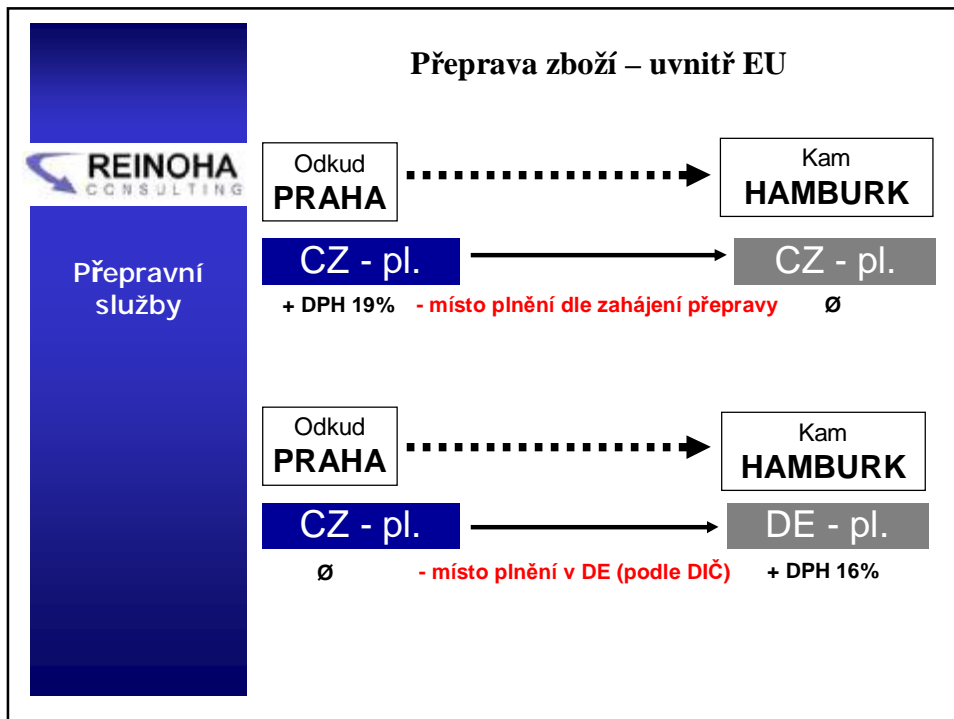 Přeprava zboží – uvnitř EU
REINOHA
CONSULTING
Přepravní
služby
Odkud
PRAHA
Kam
HAMBURK
CZ - pl.
CZ - pl.
+ DPH 19% - místo plnění dle zahájení přepravy Ø
Odkud
PRAHA
Kam
HAMBURK
CZ - pl.
DE - pl.
Ø - místo plnění v DE (podle DIČ) + DPH 16%